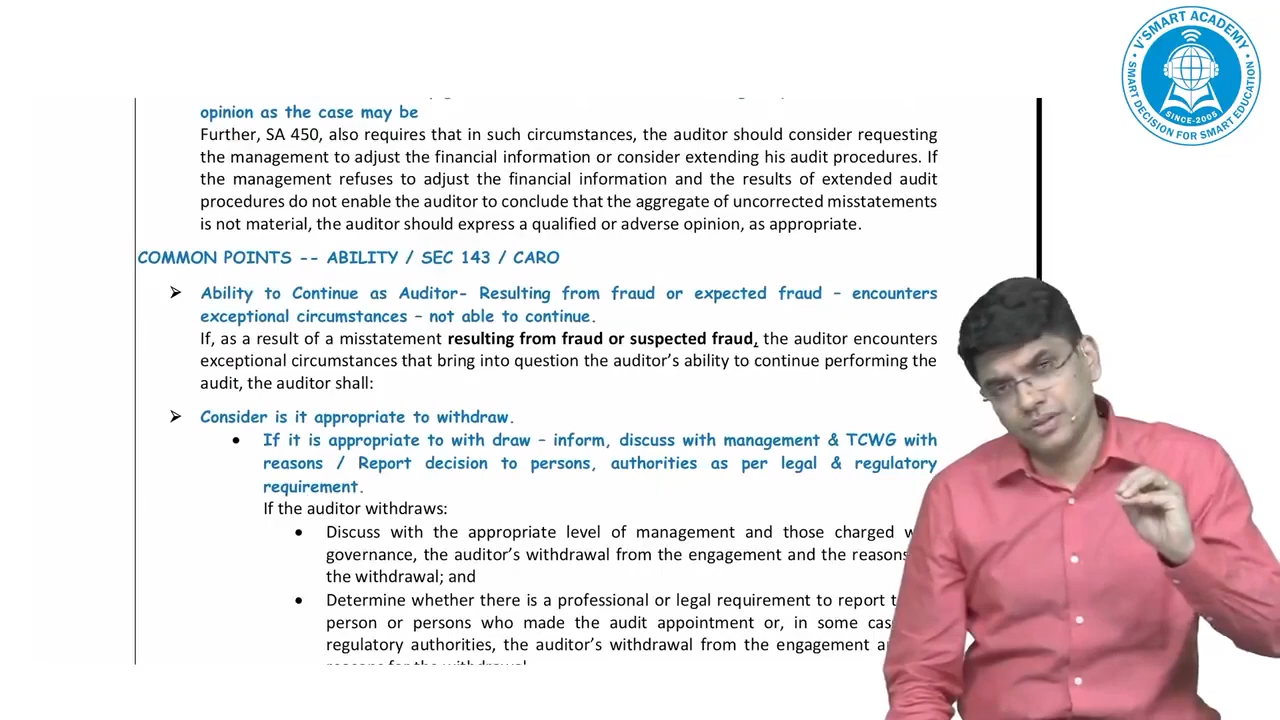 V'SMART ACADEMY
SMART DECISION FOR SMART EDUCATION
SINCE-2005
opinion as the case may be
Further, SA 450, also requires that in such circumstances, the auditor should consider requesting
the management to adjust the financial information or consider extending his audit procedures. If
the management refuses to adjust the financial information and the results of extended audit
procedures do not enable the auditor to conclude that the aggregate of uncorrected misstatements
is not material, the auditor should express a qualified or adverse opinion, as appropriate.
COMMON POINTS -- ABILITY / SEC 143 / CARO
➢ Ability to Continue as Auditor- Resulting from fraud or expected fraud – encounters
exceptional circumstances – not able to continue.
If, as a result of a misstatement resulting from fraud or suspected fraud, the auditor encounters
exceptional circumstances that bring into question the auditor's ability to continue performing the
audit, the auditor shall:
➢ Consider is it appropriate to withdraw.
• If it is appropriate to with draw – inform, discuss with management & TCWG with
reasons / Report decision to persons, authorities as per legal & regulatory
requirement.
If the auditor withdraws:
• Discuss with the appropriate level of management and those charged
governance, the auditor's withdrawal from the engagement and the reasons
the withdrawal; and
• Determine whether there is a professional or legal requirement to report
person or persons who made the audit appointment or, in some
regulatory authorities, the auditor's withdrawal from the engagement
reasons for the withdrawal